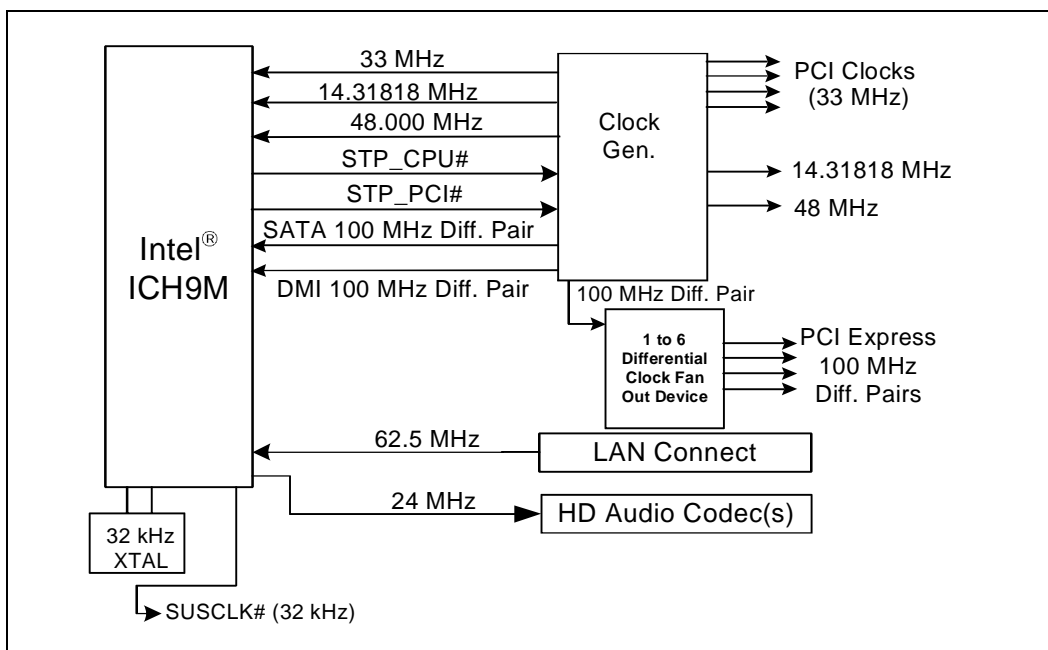 33 MHz
14.31818 MHz
48.000 MHz
STP_CPU#
STP_PCI#
SATA 100 MHz Diff. Pair
DMI 100 MHz Diff. Pair
Intel®
ICH9M
Clock
Gen.
PCI Clocks
(33 MHz)
14.31818 MHz
48 MHz
100 MHz Diff. Pair
1 to 6
Differential
Clock Fan
Out Device
PCI Express
100 MHz
Diff. Pairs
62.5 MHz
LAN Connect
24 MHz
HD Audio Codec(s)
32 kHz
XTAL
SUSCLK# (32 kHz)